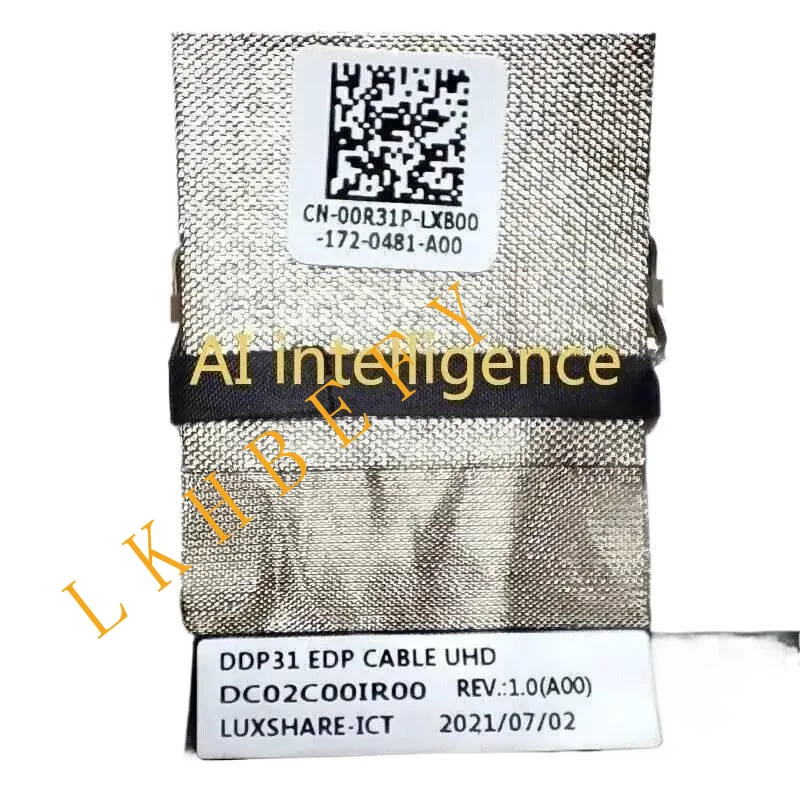 CN-00R31P-LXB00
-172-0481-A00
AI intelligence
LKHBEFY
DDP31 EDP CABLE UHD
DC02C00IR00 REV.:1.0(A00)
LUXSHARE-ICT 2021/07/02